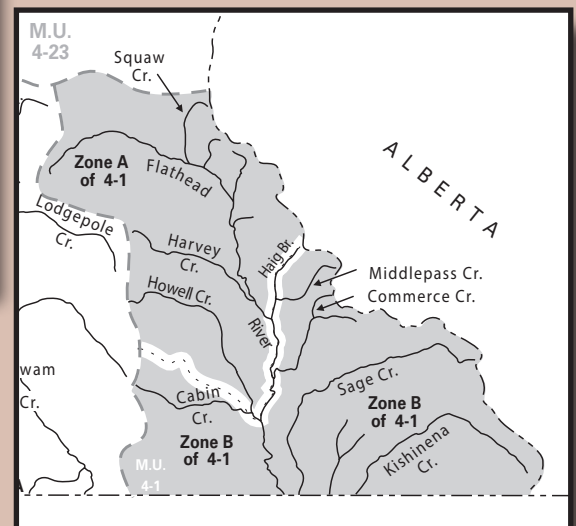 M.U.
4-23
Squaw
Cr.
Zone A
of 4-1
Flathead
ALBERTA
Lodgepole
Cr.
Harvey
Cr.
Haig Br.
Howell Cr.
River
Middlepass Cr.
Commerce Cr.
wam
Cr.
Cabin
Cr.
Sage Cr.
Zone B
of 4-1
Zone B
of 4-1
Kishinena
Cr.
M.U.
4-1